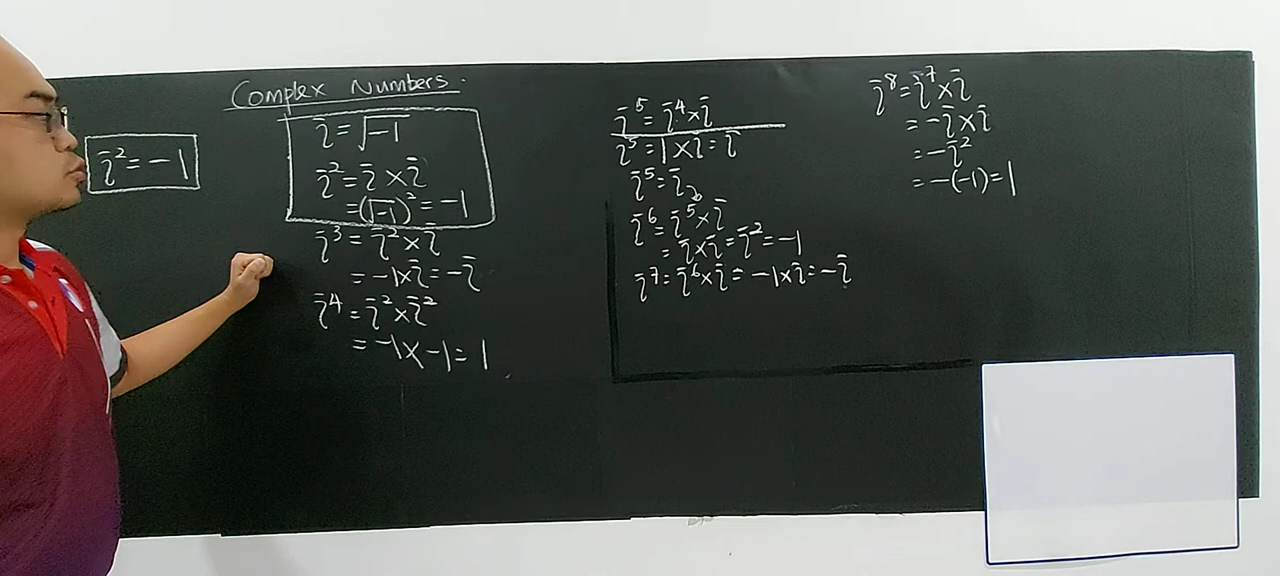 Complex Numbers.
i² = -1
i = √-1
i² = i × i
= (√-1)² = -1
i³ = i² × i
= -1 × i = -i
i⁴ = i² × i²
= -1 × -1 = 1
i⁵ = i⁴ × i
i⁵ = 1 × i = i
i⁵ = i
i⁶ = i⁵ × i
= i × i = i² = -1
i⁷ = i⁶ × i = -1 × i = -i
i⁸ = i⁷ × i
= -i × i
= -i²
= -(-1) = 1